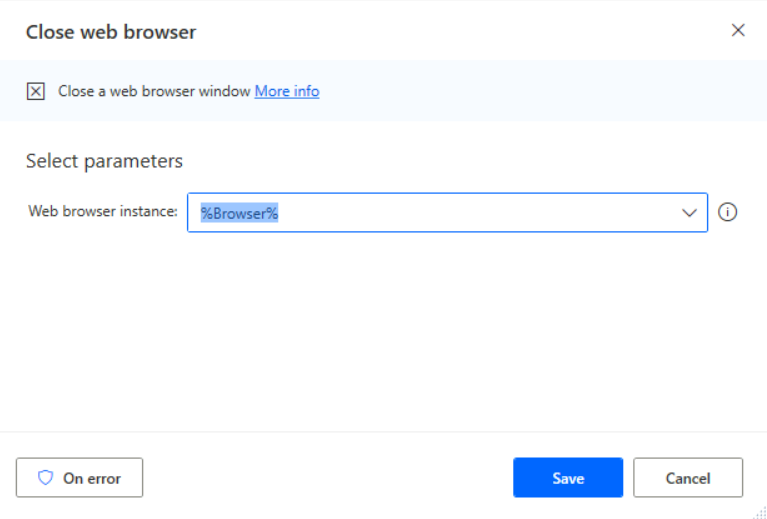 Close web browser
Close a web browser window More info
Select parameters
Web browser instance: %Browser%
On error
Save
Cancel